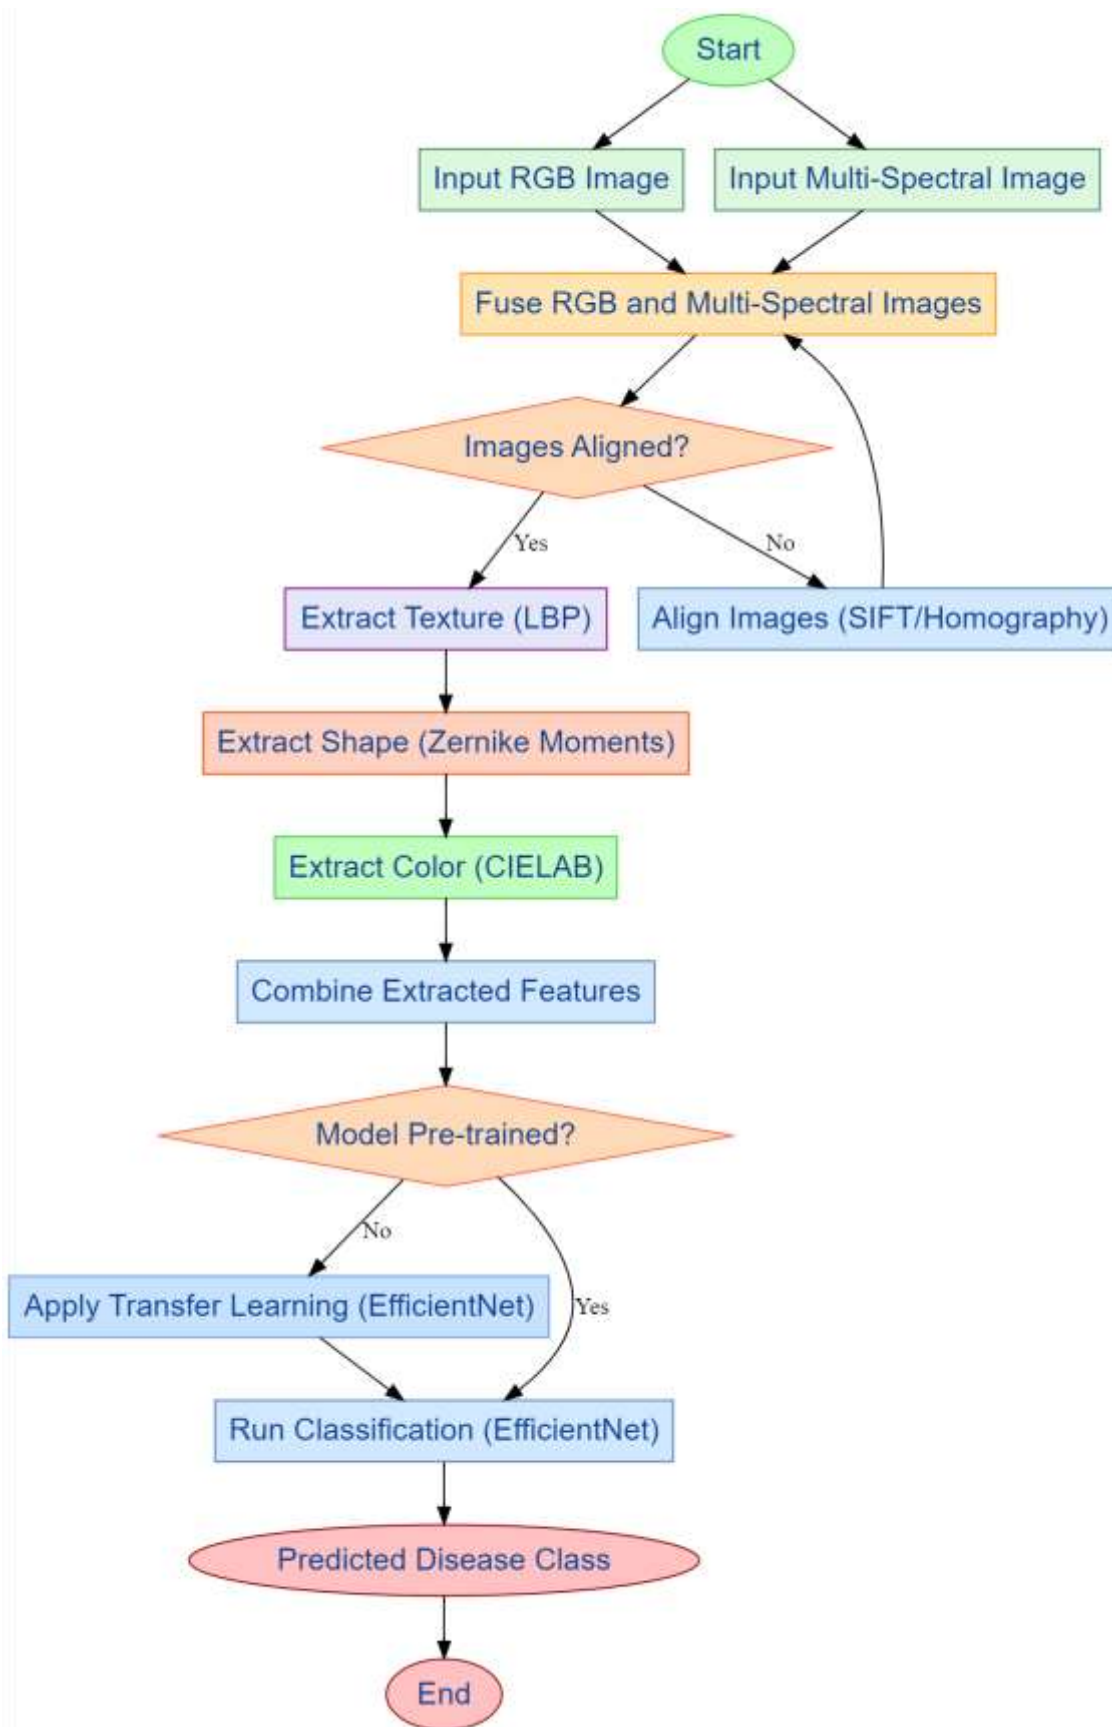 Start
Input RGB Image
Input Multi-Spectral Image
Fuse RGB and Multi-Spectral Images
Images Aligned?
Yes
No
Extract Texture (LBP)
Align Images (SIFT/Homography)
Extract Shape (Zernike Moments)
Extract Color (CIELAB)
Combine Extracted Features
Model Pre-trained?
No
Apply Transfer Learning (EfficientNet)
Yes
Run Classification (EfficientNet)
Predicted Disease Class
End